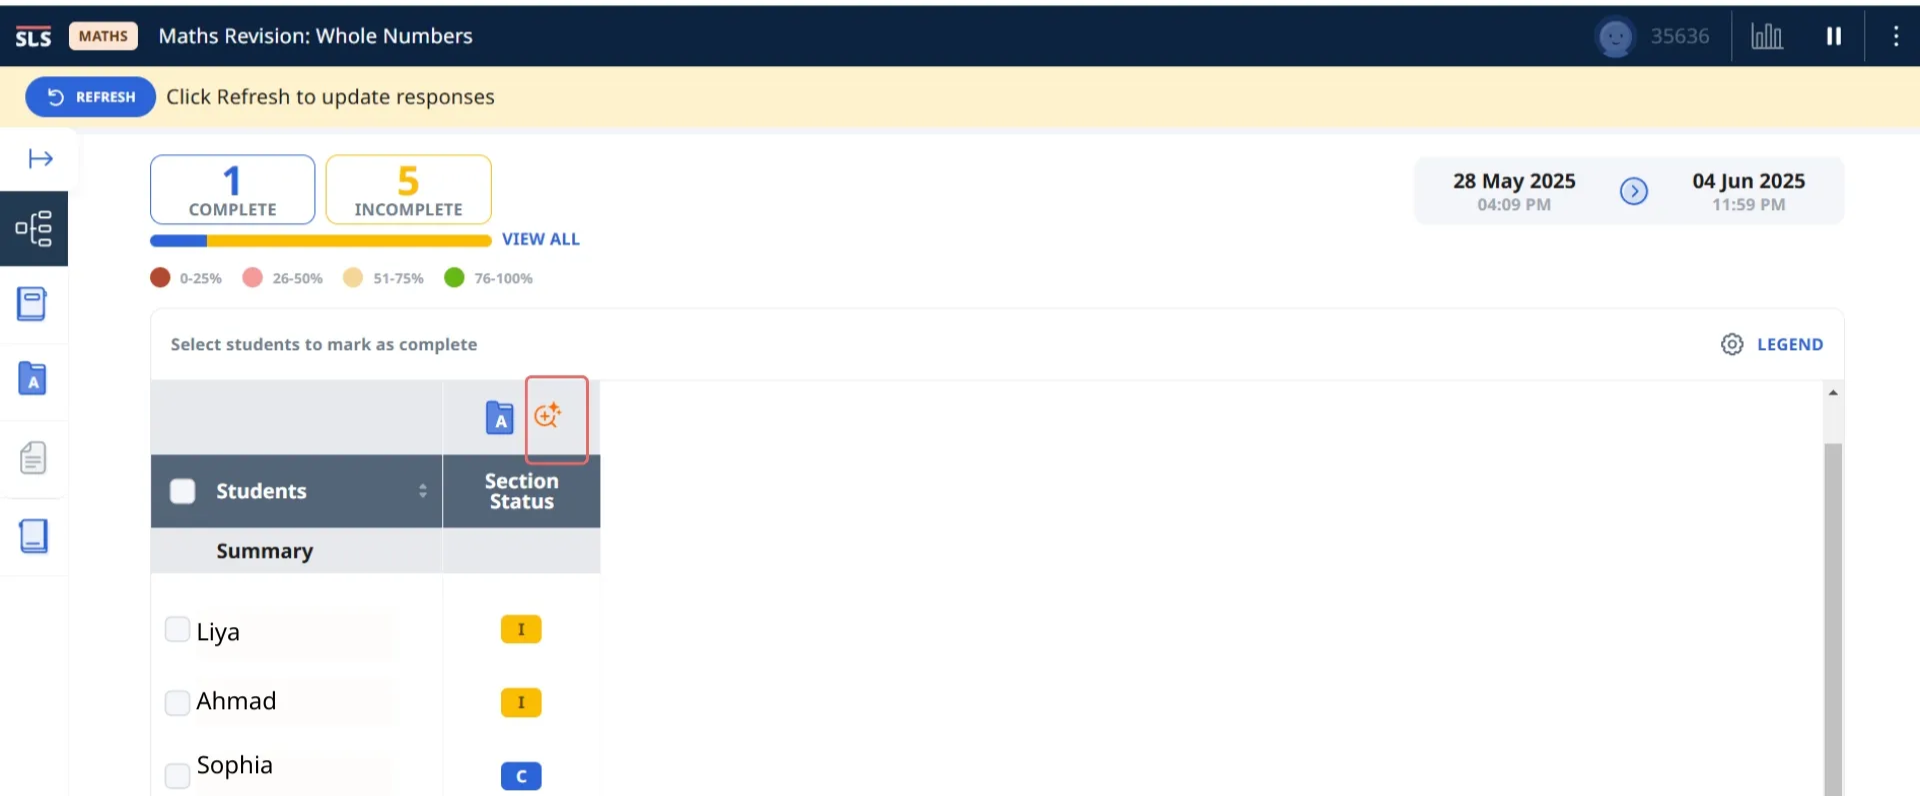 SLS MATHS Maths Revision: Whole Numbers 35636
REFRESH Click Refresh to update responses
1
COMPLETE
5
INCOMPLETE
28 May 2025
04:09 PM
04 Jun 2025
11:59 PM
VIEW ALL
0-25% 26-50% 51-75% 76-100%
Select students to mark as complete LEGEND
A
A
Students
Section
Status
Summary
Liya I
Ahmad I
Sophia C